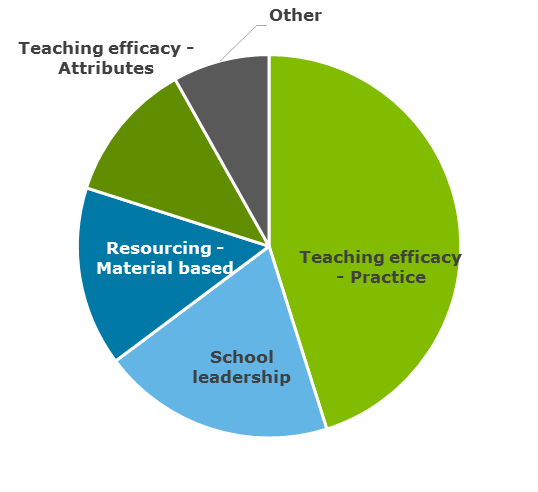 Other
Teaching efficacy –
Attributes
Resourcing –
Material based
Teaching efficacy
– Practice
School
leadership